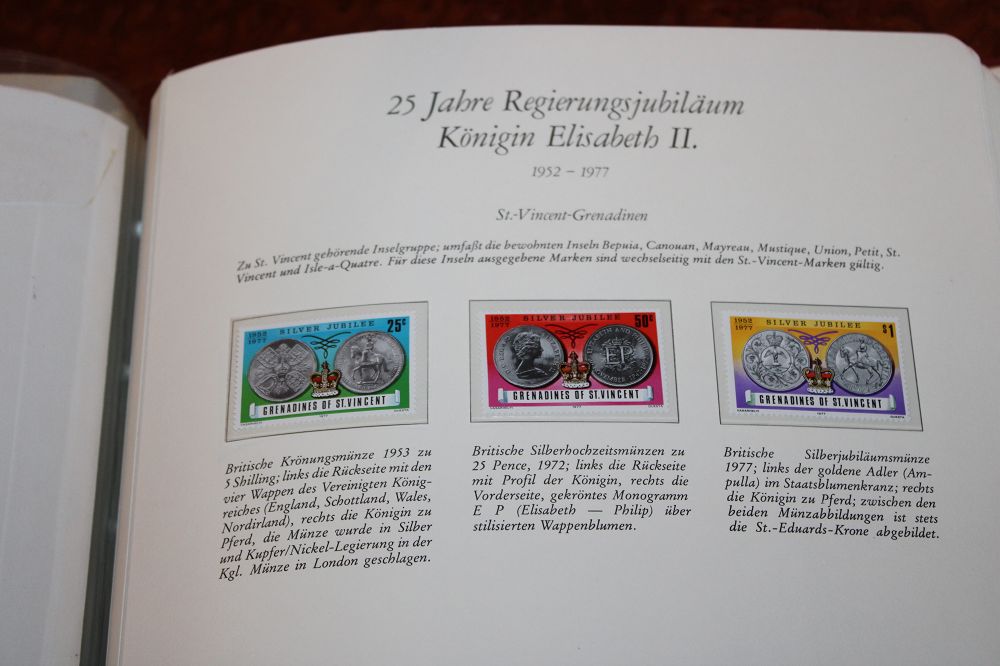 25 Jahre Regierungsjubiläum
Königin Elisabeth II.
1952 – 1977
St.-Vincent-Grenadinen
Zu St. Vincent gehörende Inselgruppe; umfaßt die bewohnten Inseln Bepuia, Canouan, Mayreau, Mustique, Union, Petit, St.
Vincent und Isle-a-Quatre. Für diese Inseln ausgegebene Marken sind wechselseitig mit den St.-Vincent-Marken gültig.
1952
1977
SILVER JUBILEE
25c
GRENADINES OF ST.VINCENT
1977
1952
1977
SILVER JUBILEE
50c
EP
GRENADINES OF ST.VINCENT
1977
1952
1977
SILVER JUBILEE
$1
GRENADINES OF ST.VINCENT
1977
Britische Krönungsmünze 1953 zu
5 Shilling; links die Rückseite mit den
vier Wappen des Vereinigten König-
reiches (England, Schottland, Wales,
Nordirland), rechts die Königin zu
Pferd, die Münze wurde in Silber
und Kupfer/Nickel-Legierung in der
Kgl. Münze in London geschlagen.
Britische Silberhochzeitsmünzen zu
25 Pence, 1972; links die Rückseite
mit Profil der Königin, rechts die
Vorderseite, gekröntes Monogramm
E P (Elisabeth — Philip) über
stilisierten Wappenblumen.
Britische Silberjubiläumsmünze
1977; links der goldene Adler (Am-
pulla) im Staatsblumenkranz; rechts
die Königin zu Pferd; zwischen den
beiden Münzabbildungen ist stets
die St.-Eduards-Krone abgebildet.